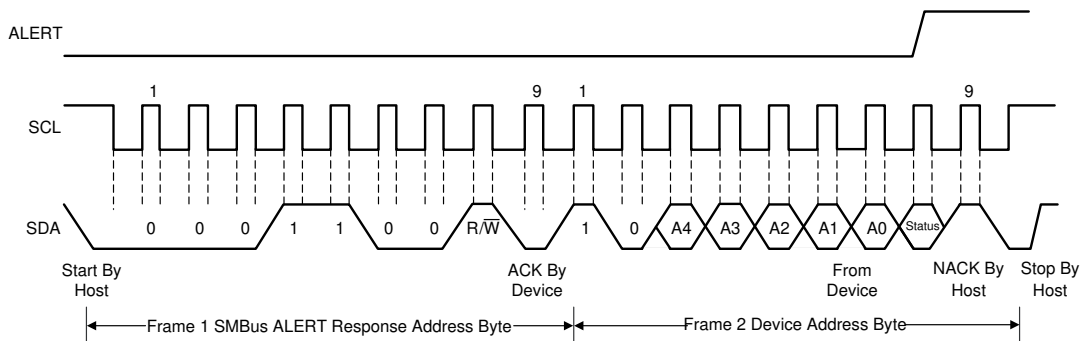 ALERT
1 9 1 9
SCL
SDA 0 0 0 1 1 0 0 R/W̅ 1 0 A4 A3 A2 A1 A0 Status
Start By
Host
ACK By
Device
From
Device
NACK By
Host
Stop By
Host
Frame 1 SMBus ALERT Response Address Byte
Frame 2 Device Address Byte